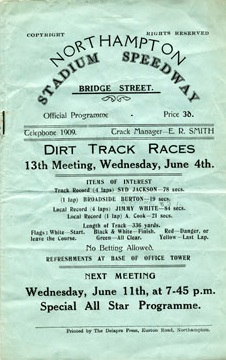 COPYRIGHT RIGHTS RESERVED
NORTHAMPTON
STADIUM SPEEDWAY
BRIDGE STREET.
Official Programme Price 3D.
Telephone 1909. Track Manager—E. R. SMITH
DIRT TRACK RACES
13th Meeting, Wednesday, June 4th.
ITEMS OF INTEREST
Track Record (4 laps) SYD JACKSON—78 secs.
(1 lap) BROADSIDE BURTON—19 secs.
Local Record (4 laps) JIMMY WHITE—84 secs.
Local Record (1 lap) A. Cook—21 secs.
Length of Track—336 yards.
Flags: White—Start. Black & White—Finish. Red—Danger, or
leave the Course. Green—All Clear. Yellow—Last Lap.
No Betting Allowed.
REFRESHMENTS AT BASE OF OFFICE TOWER
NEXT MEETING
Wednesday, June 11th, at 7-45 p.m.
Special All Star Programme.
Printed by The Delapre Press, Euston Road, Northampton.